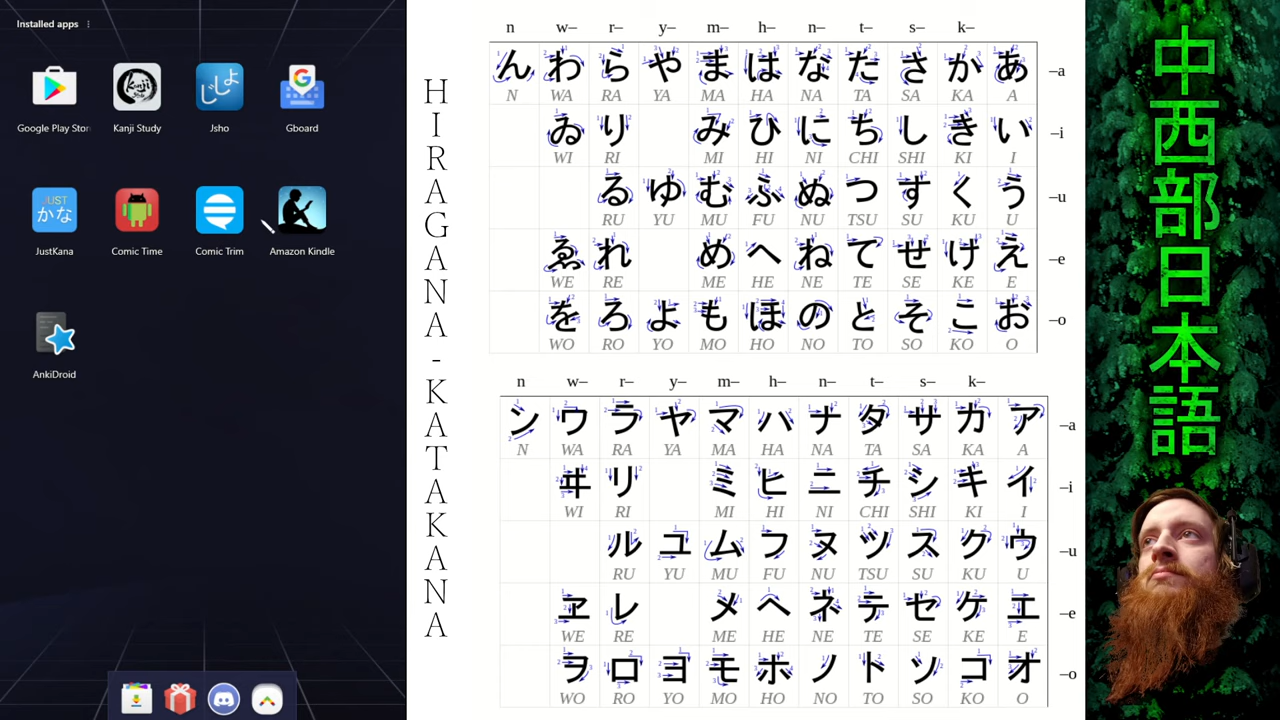 Installed apps
Google Play Stor
Kanji Study
Jsho
Gboard
JustKana
Comic Time
Comic Trim
Amazon Kindle
AnkiDroid
HIRAGANA - KATAKANA
n w– r– y– m– h– n– t– s– k–
ん わ ら や ま は な た さ か あ –a
N WA RA YA MA HA NA TA SA KA A
ゐ り み ひ に ち し き い –i
WI RI MI HI NI CHI SHI KI I
る ゆ む ふ ぬ つ す く う –u
RU YU MU FU NU TSU SU KU U
ゑ れ め へ ね て せ け え –e
WE RE ME HE NE TE SE KE E
を ろ よ も ほ の と そ こ お –o
WO RO YO MO HO NO TO SO KO O
n w– r– y– m– h– n– t– s– k–
ン ワ ラ ヤ マ ハ ナ タ サ カ ア –a
N WA RA YA MA HA NA TA SA KA A
ヰ リ ミ ヒ ニ チ シ キ イ –i
WI RI MI HI NI CHI SHI KI I
ル ユ ム フ ヌ ツ ス ク ウ –u
RU YU MU FU NU TSU SU KU U
ヱ レ メ ヘ ネ テ セ ケ エ –e
WE RE ME HE NE TE SE KE E
ヲ ロ ヨ モ ホ ノ ト ソ コ オ –o
WO RO YO MO HO NO TO SO KO O
中西部日本語